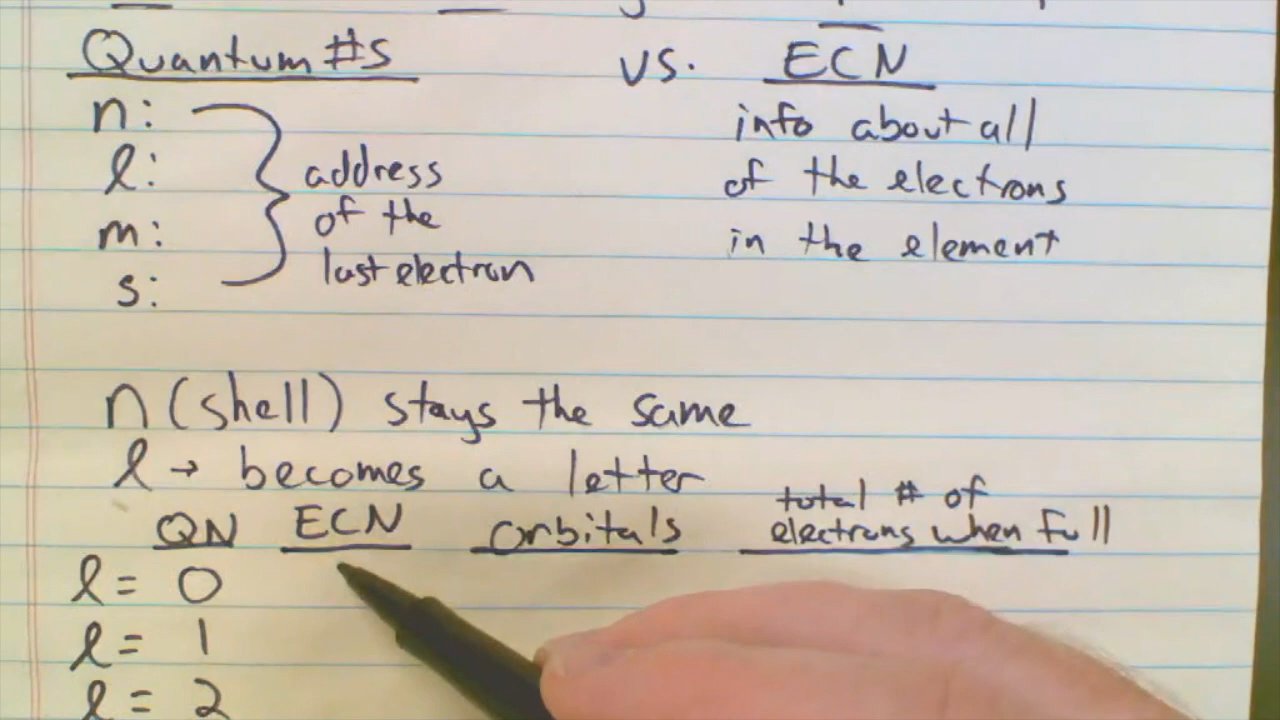 Quantum #s vs. ECN
n:
l:
m:
s:
address
of the
last electron
info about all
of the electrons
in the element
n (shell) stays the same
l → becomes a letter
QN ECN orbitals total # of
electrons when full
l = 0
l = 1
l = 2